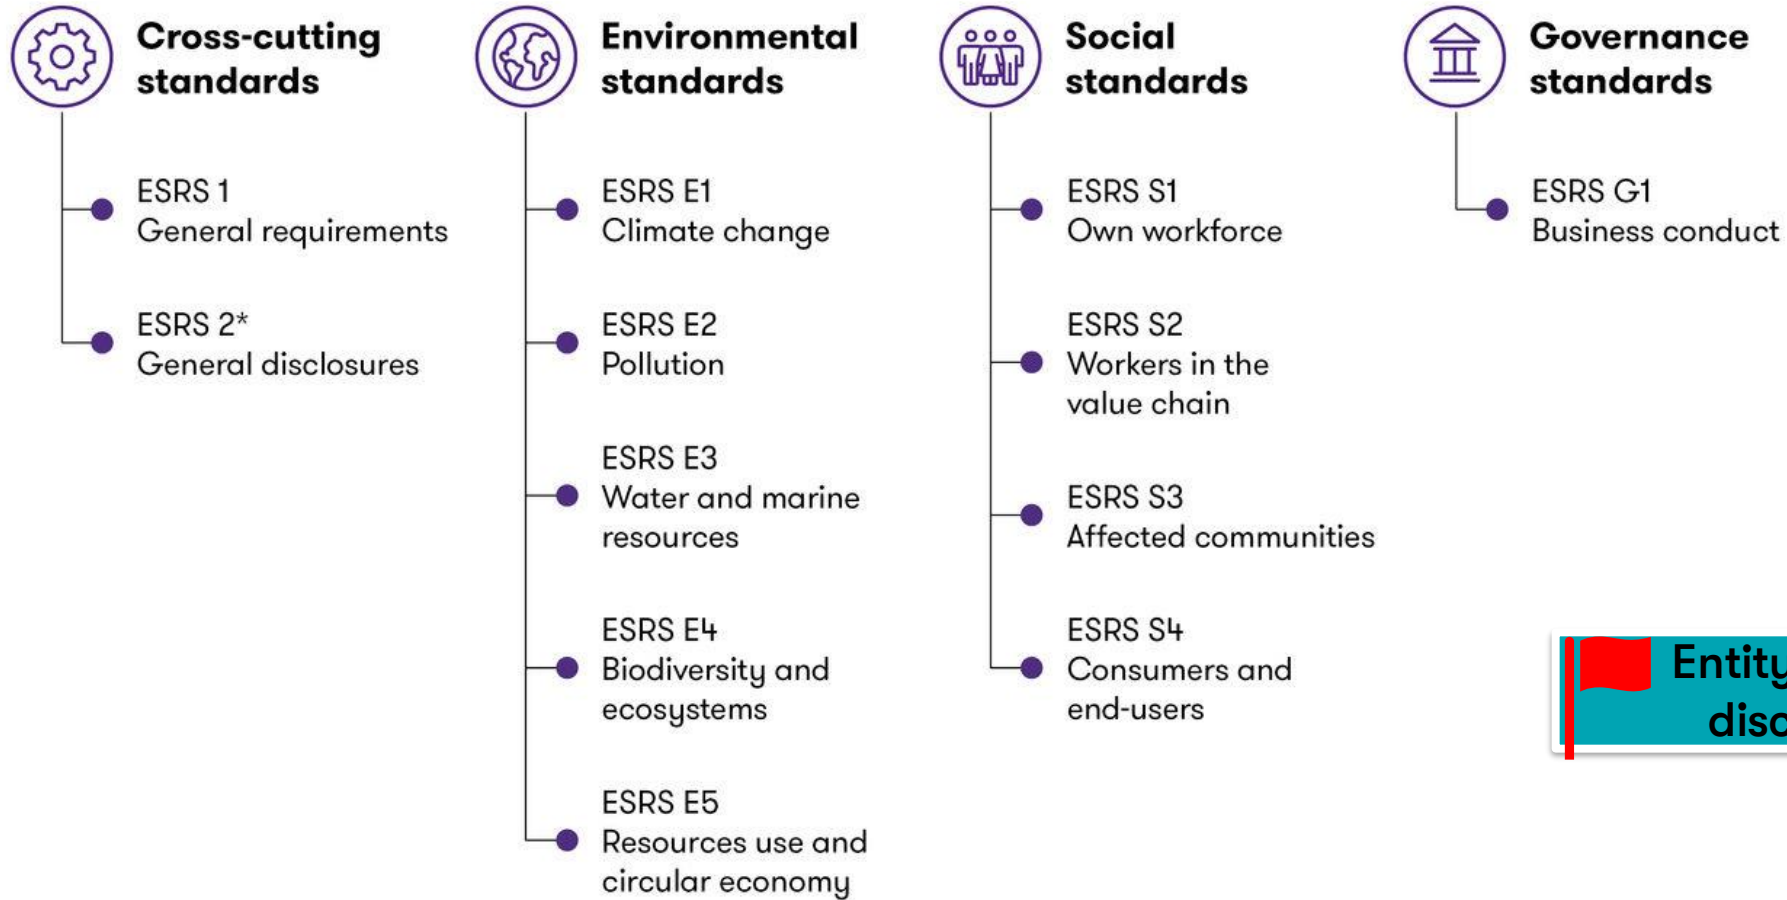 Cross-cutting
standards
ESRS 1
General requirements
ESRS 2*
General disclosures
Environmental
standards
ESRS E1
Climate change
ESRS E2
Pollution
ESRS E3
Water and marine
resources
ESRS E4
Biodiversity and
ecosystems
ESRS E5
Resources use and
circular economy
Social
standards
ESRS S1
Own workforce
ESRS S2
Workers in the
value chain
ESRS S3
Affected communities
ESRS S4
Consumers and
end-users
Governance
standards
ESRS G1
Business conduct
Entity